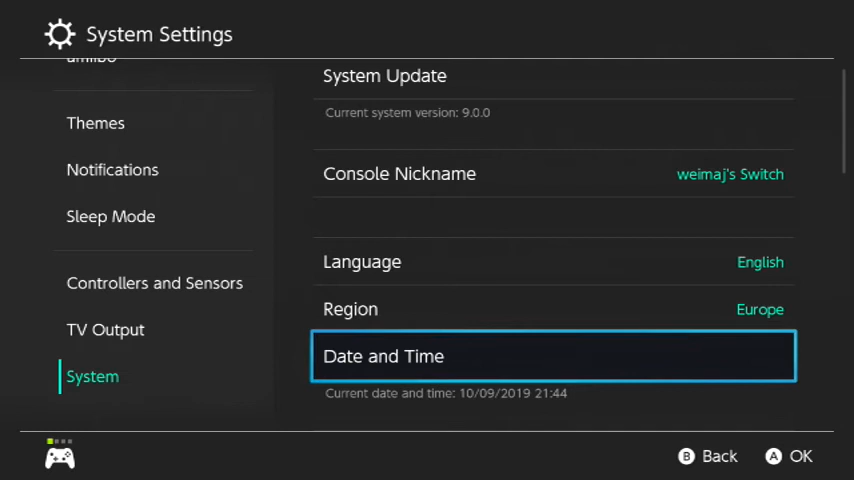 System Settings
amiibo
Themes
Notifications
Sleep Mode
Controllers and Sensors
TV Output
System
System Update
Current system version: 9.0.0
Console Nickname
weimaj's Switch
Language
English
Region
Europe
Date and Time
Current date and time: 10/09/2019 21:44
B Back
A OK